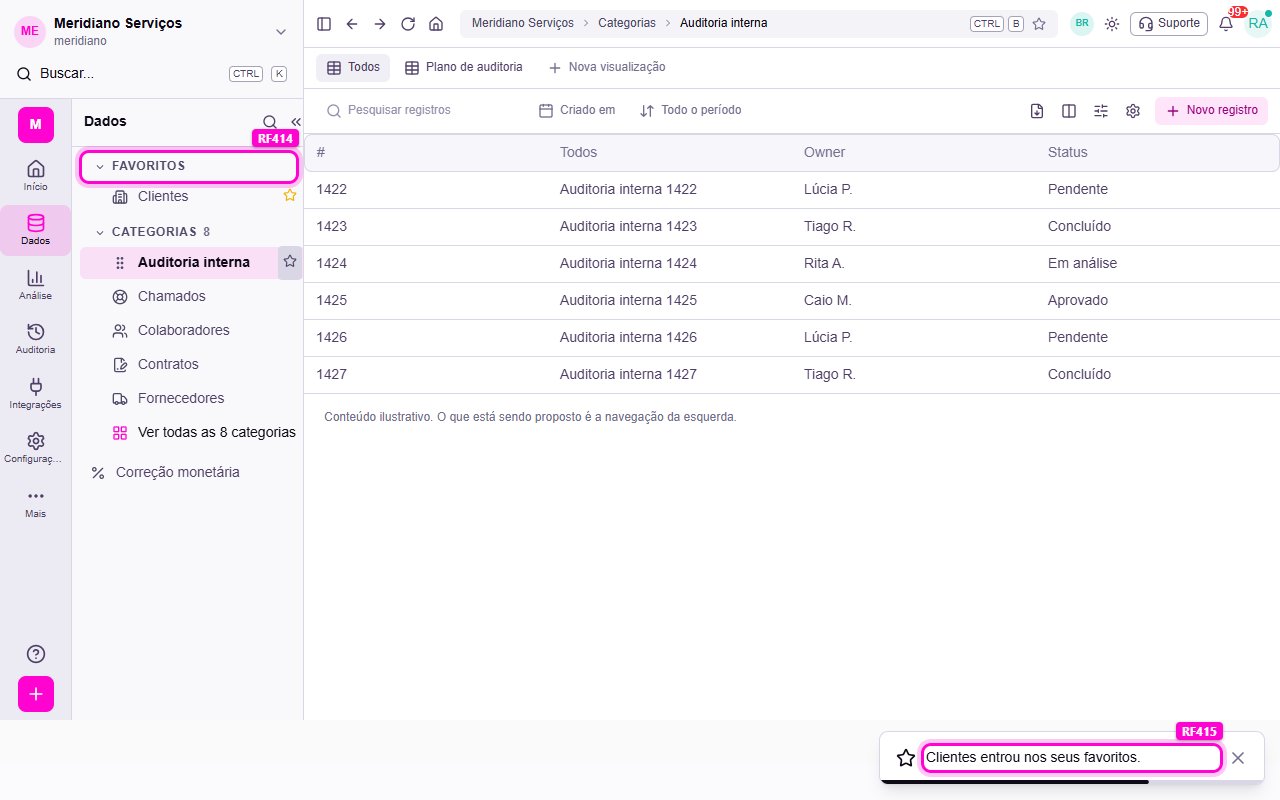 ME
Meridiano Serviços
meridiano
Buscar...
CTRL K
Meridiano Serviços
Categorias
Auditoria interna
CTRL B
BR
Suporte
99+
RA
M
Início
Dados
Análise
Auditoria
Integrações
Configuraç...
Mais
Dados
RF414
FAVORITOS
Clientes
CATEGORIAS 8
Auditoria interna
Chamados
Colaboradores
Contratos
Fornecedores
Ver todas as 8 categorias
Correção monetária
Todos
Plano de auditoria
Nova visualização
Pesquisar registros
Criado em
Todo o período
Novo registro
# Todos Owner Status
1422 Auditoria interna 1422 Lúcia P. Pendente
1423 Auditoria interna 1423 Tiago R. Concluído
1424 Auditoria interna 1424 Rita A. Em análise
1425 Auditoria interna 1425 Caio M. Aprovado
1426 Auditoria interna 1426 Lúcia P. Pendente
1427 Auditoria interna 1427 Tiago R. Concluído
Conteúdo ilustrativo. O que está sendo proposto é a navegação da esquerda.
RF415
Clientes entrou nos seus favoritos.